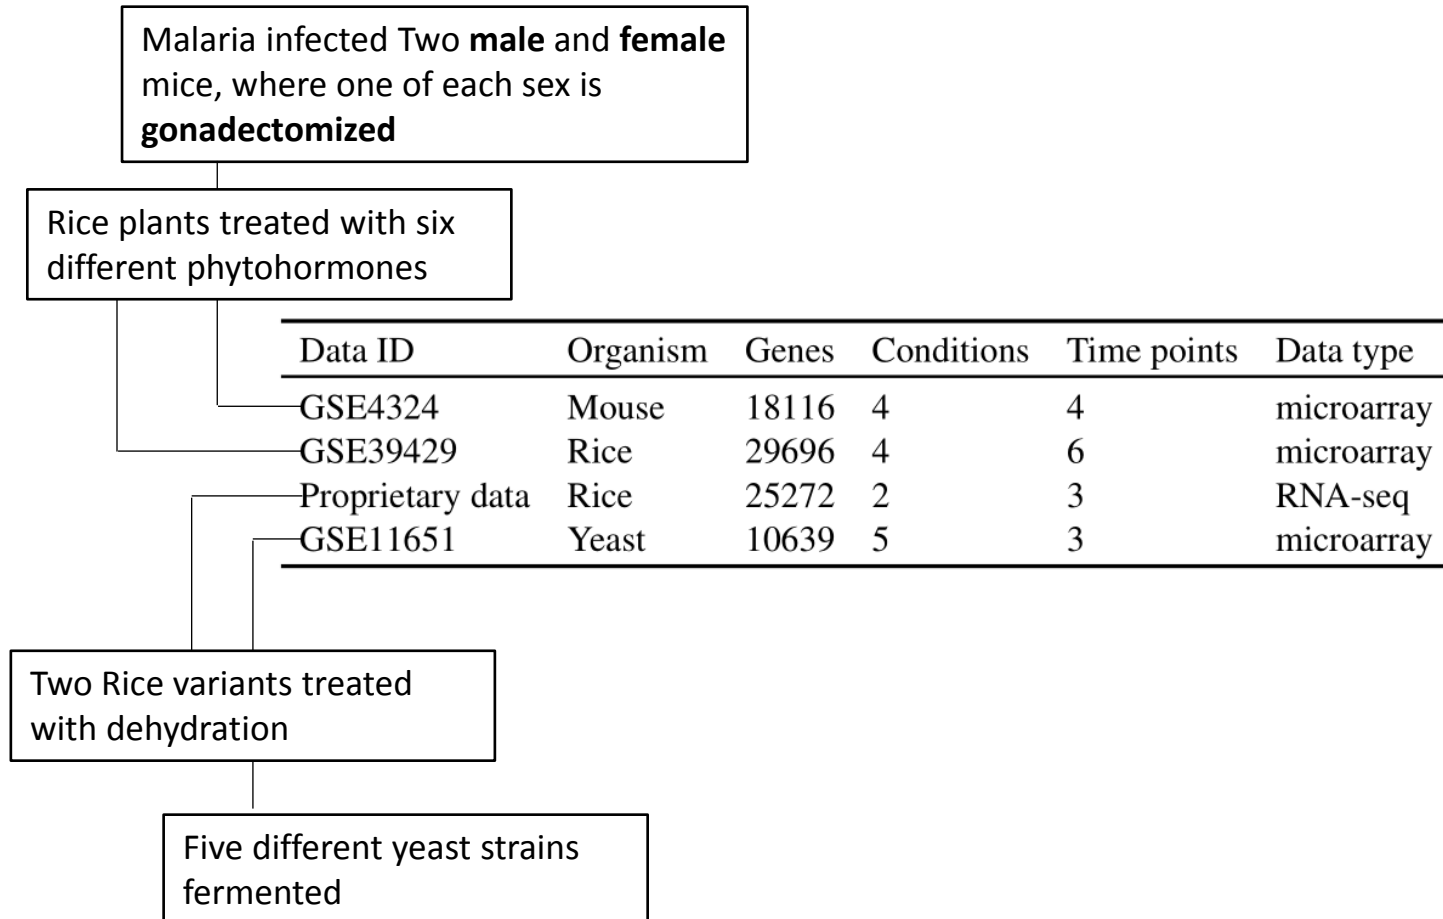 Malaria infected Two male and female
mice, where one of each sex is
gonadectomized
Rice plants treated with six
different phytohormones
Data ID Organism Genes Conditions Time points Data type
GSE4324 Mouse 18116 4 4 microarray
GSE39429 Rice 29696 4 6 microarray
Proprietary data Rice 25272 2 3 RNA-seq
GSE11651 Yeast 10639 5 3 microarray
Two Rice variants treated
with dehydration
Five different yeast strains
fermented